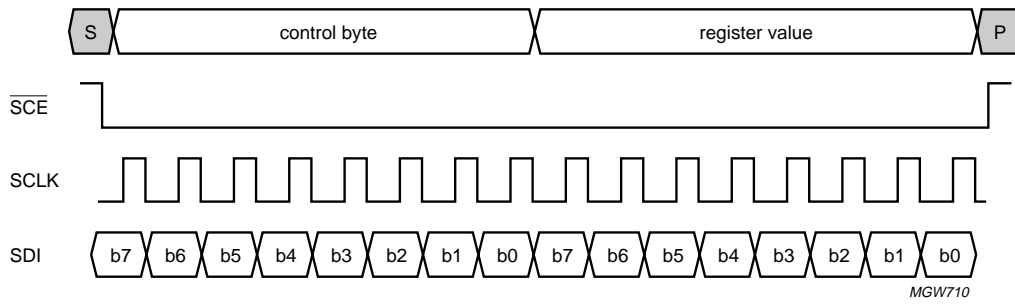 S control byte register value P
SCE
SCLK
SDI b7 b6 b5 b4 b3 b2 b1 b0 b7 b6 b5 b4 b3 b2 b1 b0
MGW710